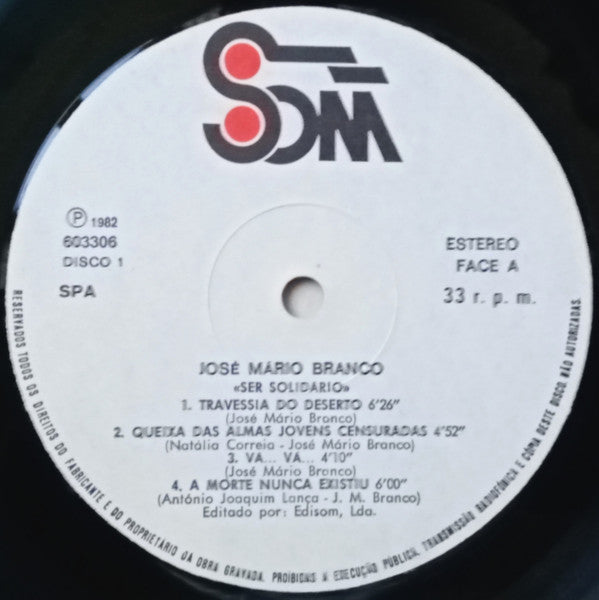 SOM
Ⓟ 1982
603306
DISCO 1
SPA
ESTEREO
FACE A
33 r. p. m.
JOSÉ MÁRIO BRANCO
«SER SOLIDÁRIO»
1. TRAVESSIA DO DESERTO 6'26"
(José Mário Bronco)
2. QUEIXA DAS ALMAS JOVENS CENSURADAS 4'52"
(Natália Correia - José Mário Branco)
3. VA... VA... 4'10"
(José Mário Branco)
4. A MORTE NUNCA EXISTIU 6'00"
(António Joaquim Lança - J. M. Branco)
Editado por: Edisom, Lda.
RESERVADOS TODOS OS DIREITOS DO FABRICANTE E DO PROPRIETÁRIO DA OBRA GRAVADA. PROIBIDAS A EXECUÇÃO PÚBLICA, TRANSMISSÃO RADIOFÓNICA E CÓPIA DESTE DISCO, NÃO AUTORIZADAS.